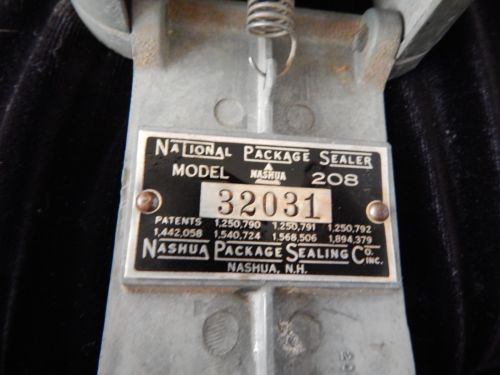 National Package Sealer
MODEL NASHUA 208
32031
PATENTS 1,250,790 1,250,791 1,250,792
1,442,058 1,540,724 1,568,506 1,894,379
Nashua Package Sealing Co. INC.
NASHUA, N.H.